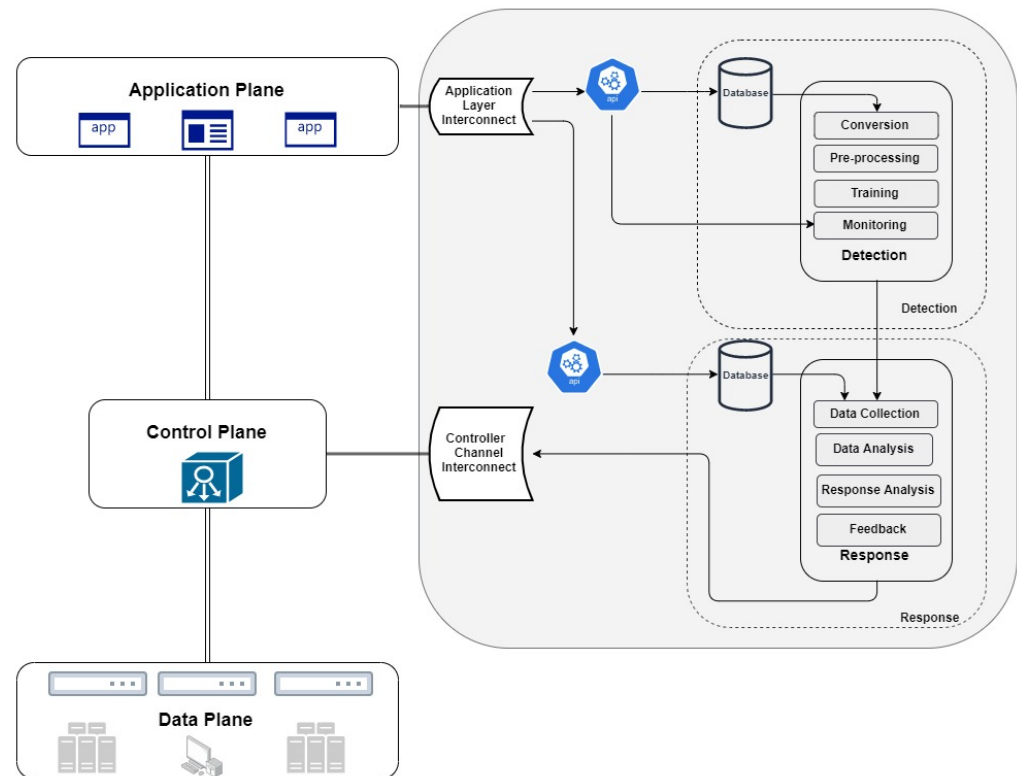 Application Plane
app
app
Application
Layer
Interconnect
api
Database
Conversion
Pre-processing
Training
Monitoring
Detection
Detection
api
Database
Data Collection
Data Analysis
Response Analysis
Feedback
Response
Response
Control Plane
Controller
Channel
Interconnect
Data Plane